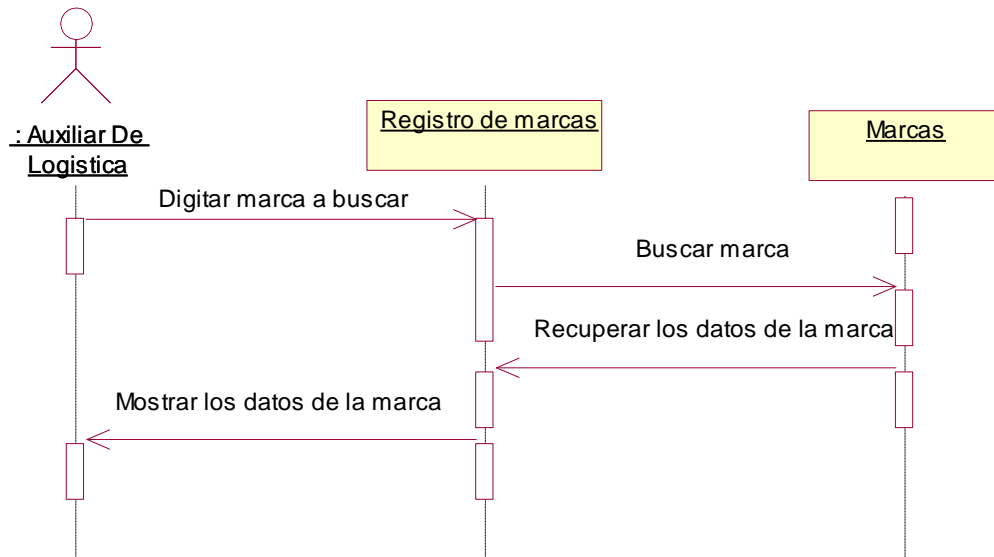 : Auxiliar De
Logistica
Registro de marcas
Marcas
Digitar marca a buscar
Buscar marca
Recuperar los datos de la marca
Mostrar los datos de la marca